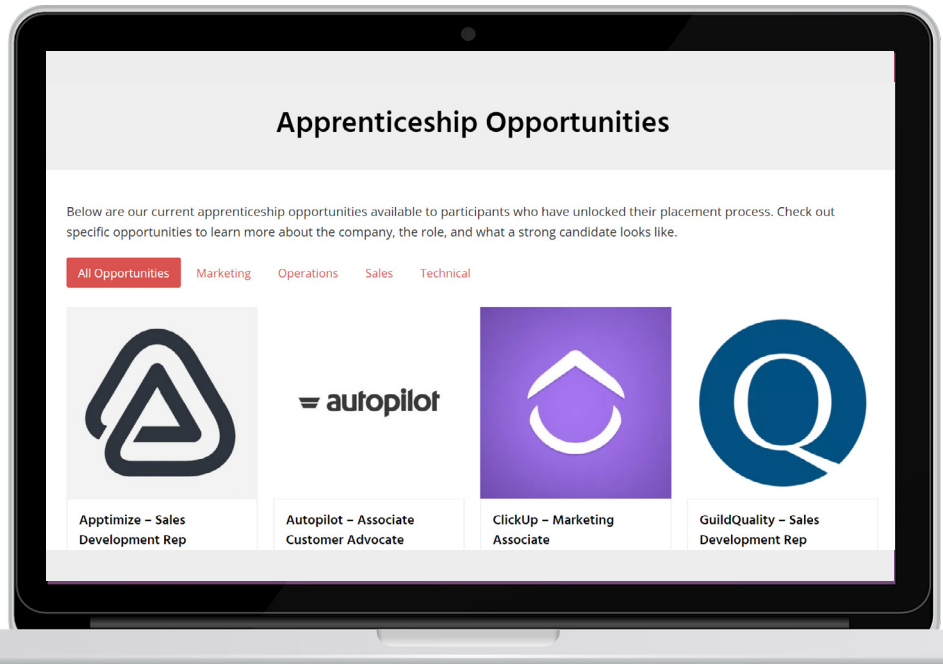 Apprenticeship Opportunities
Below are our current apprenticeship opportunities available to participants who have unlocked their placement process. Check out
specific opportunities to learn more about the company, the role, and what a strong candidate looks like.
All Opportunities Marketing Operations Sales Technical
autopilot
Q
Apptimize – Sales
Development Rep
Autopilot – Associate
Customer Advocate
ClickUp – Marketing
Associate
GuildQuality – Sales
Development Rep